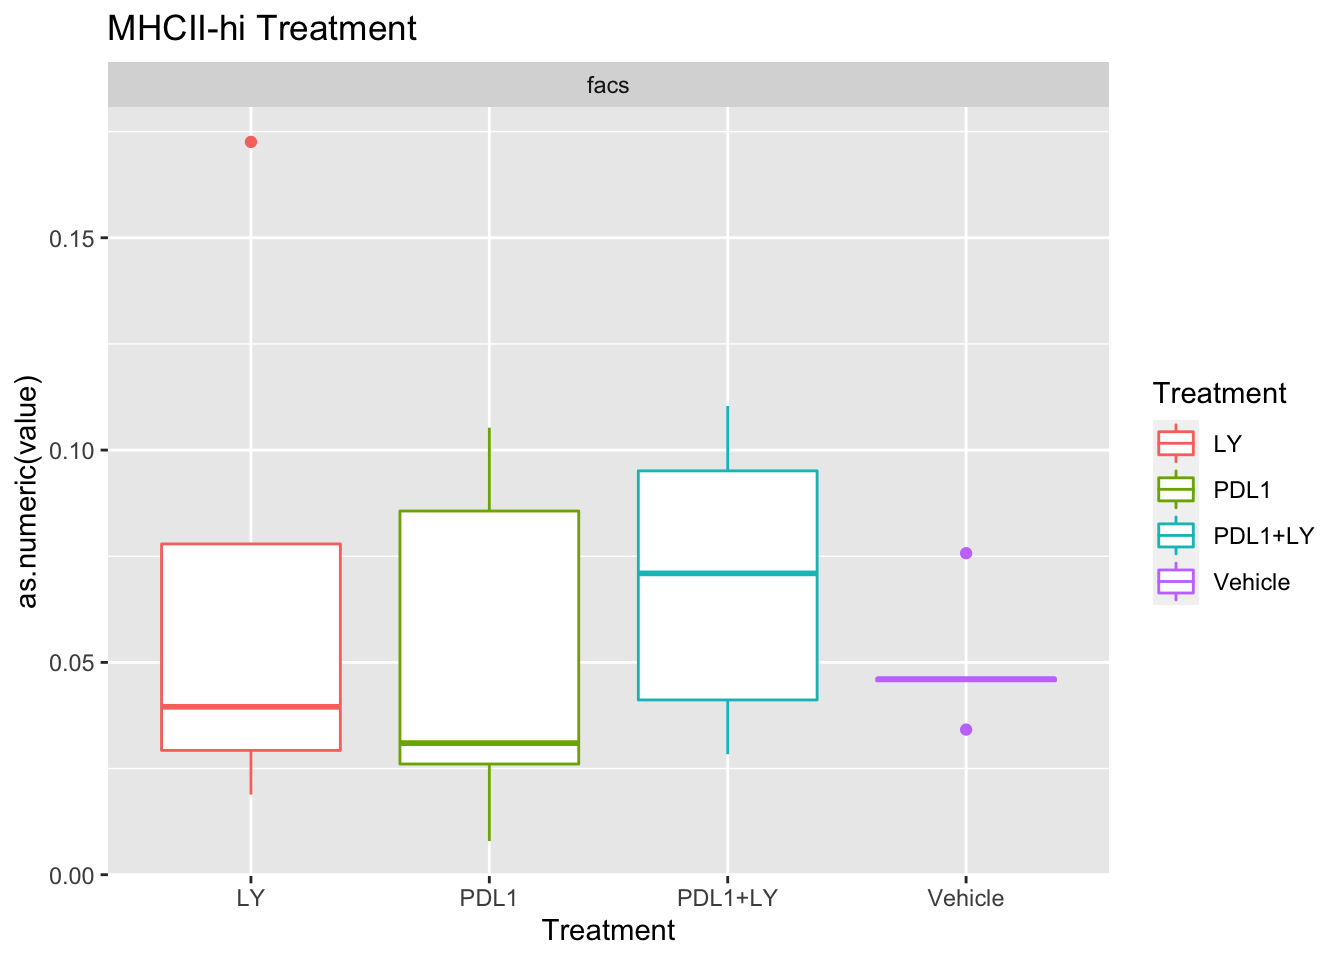 MHCII-hi Treatment
facs
0.15
0.10
0.05
0.00
as.numeric(value)
LY
PDL1
PDL1+LY
Vehicle
Treatment
Treatment
LY
PDL1
PDL1+LY
Vehicle